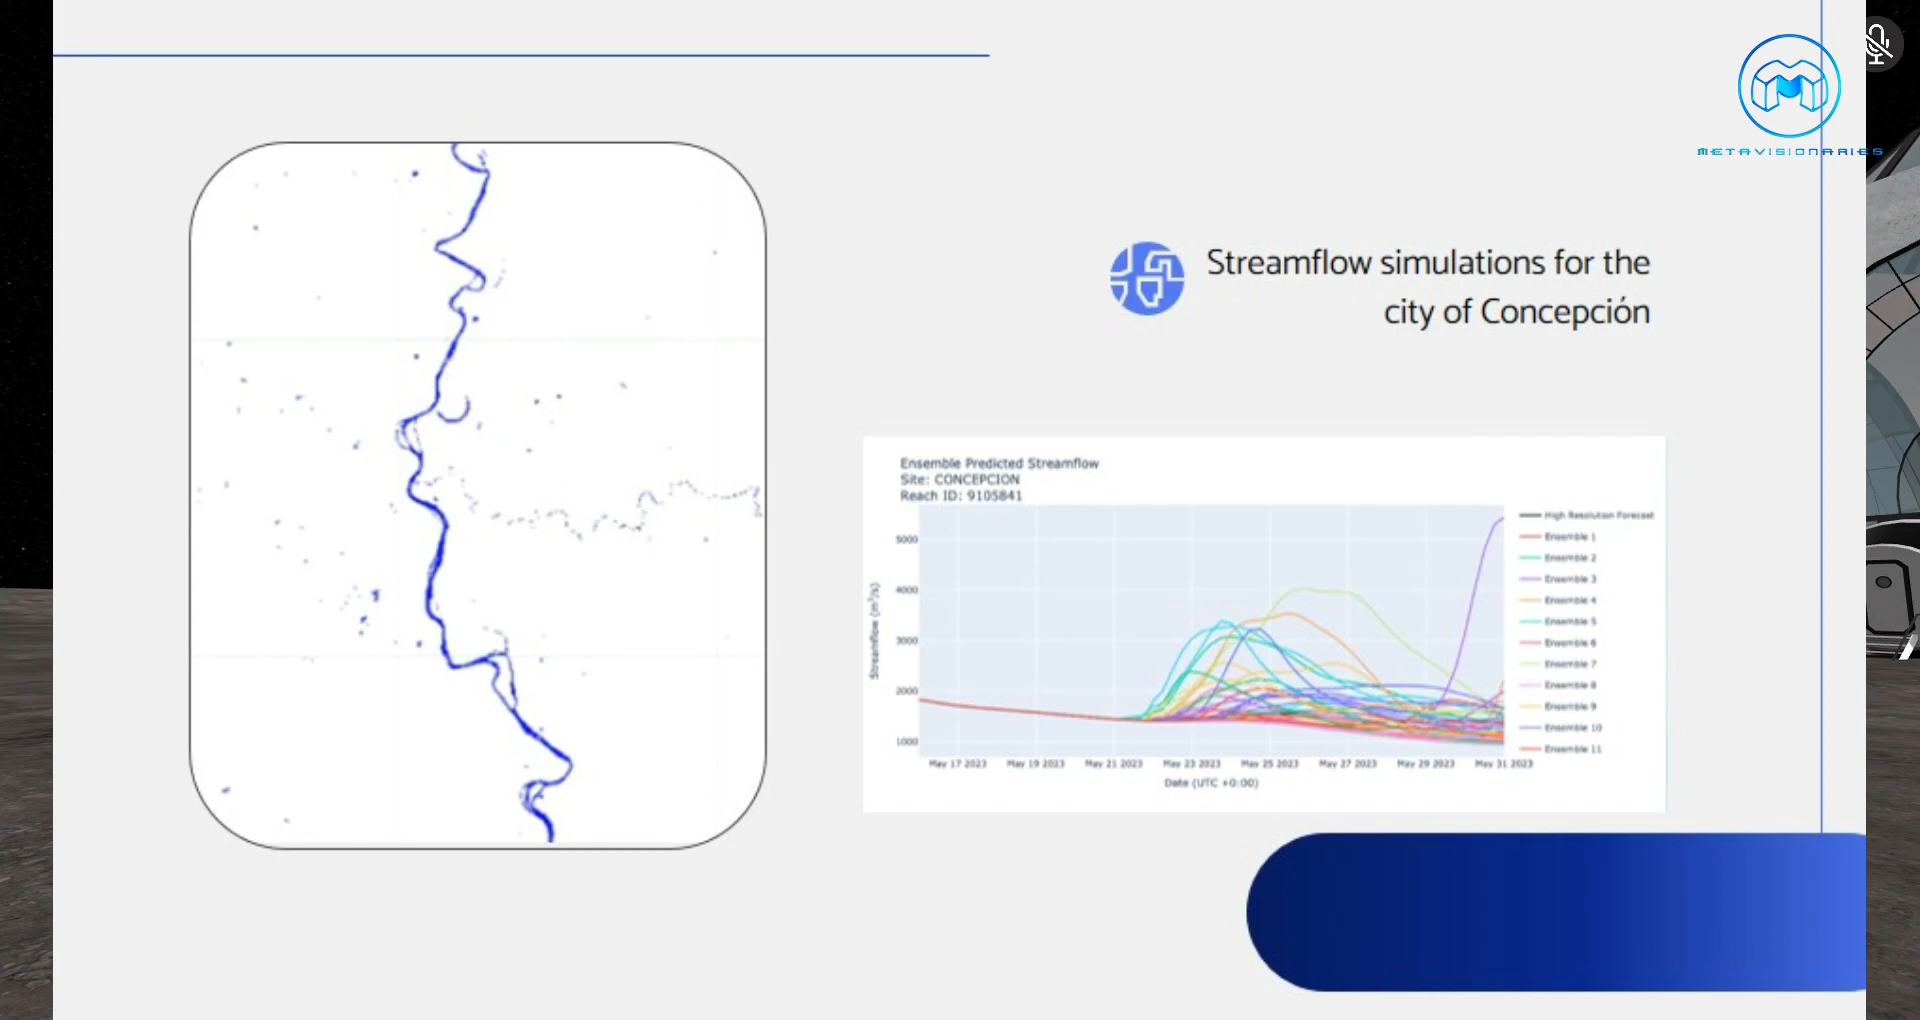 METAVISIONARIES
Streamflow simulations for the
city of Concepción
Ensemble Predicted Streamflow
Site: CONCEPCION
Reach ID: 9105841
Streamflow (m³/s)
5000
4000
3000
2000
1000
May 17 2023
May 19 2023
May 21 2023
May 23 2023
May 25 2023
May 27 2023
May 29 2023
May 31 2023
Date (UTC +0:00)
High Resolution Forecast
Ensemble 1
Ensemble 2
Ensemble 3
Ensemble 4
Ensemble 5
Ensemble 6
Ensemble 7
Ensemble 8
Ensemble 9
Ensemble 10
Ensemble 11